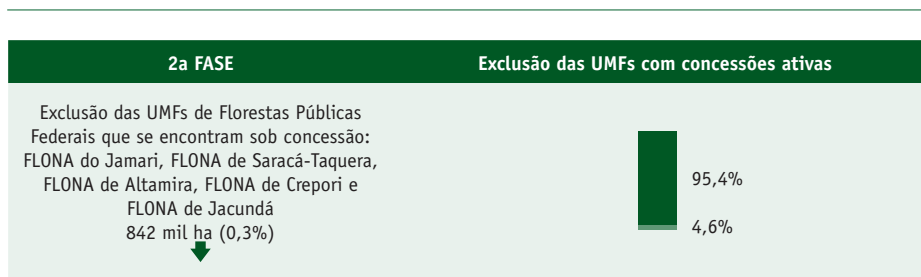 2a FASE
Exclusão das UMFs com concessões ativas
Exclusão das UMFs de Florestas Públicas
Federais que se encontram sob concessão:
FLONA do Jamari, FLONA de Saracá-Taquera,
FLONA de Altamira, FLONA de Crepori e
FLONA de Jacundá
842 mil ha (0,3%)
95,4%
4,6%